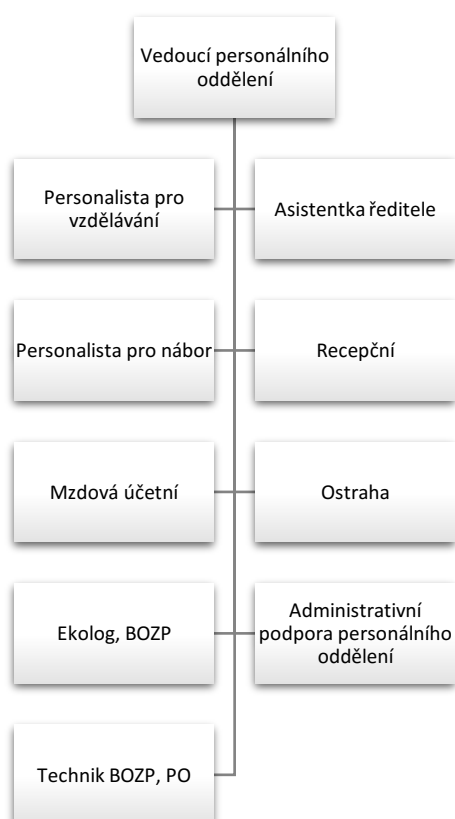 Vedoucí personálního
oddělení
Personalista pro
vzdělávání
Asistentka ředitele
Personalista pro nábor
Recepční
Mzdová účetní
Ostraha
Ekolog, BOZP
Administrativní
podpora personálního
oddělení
Technik BOZP, PO